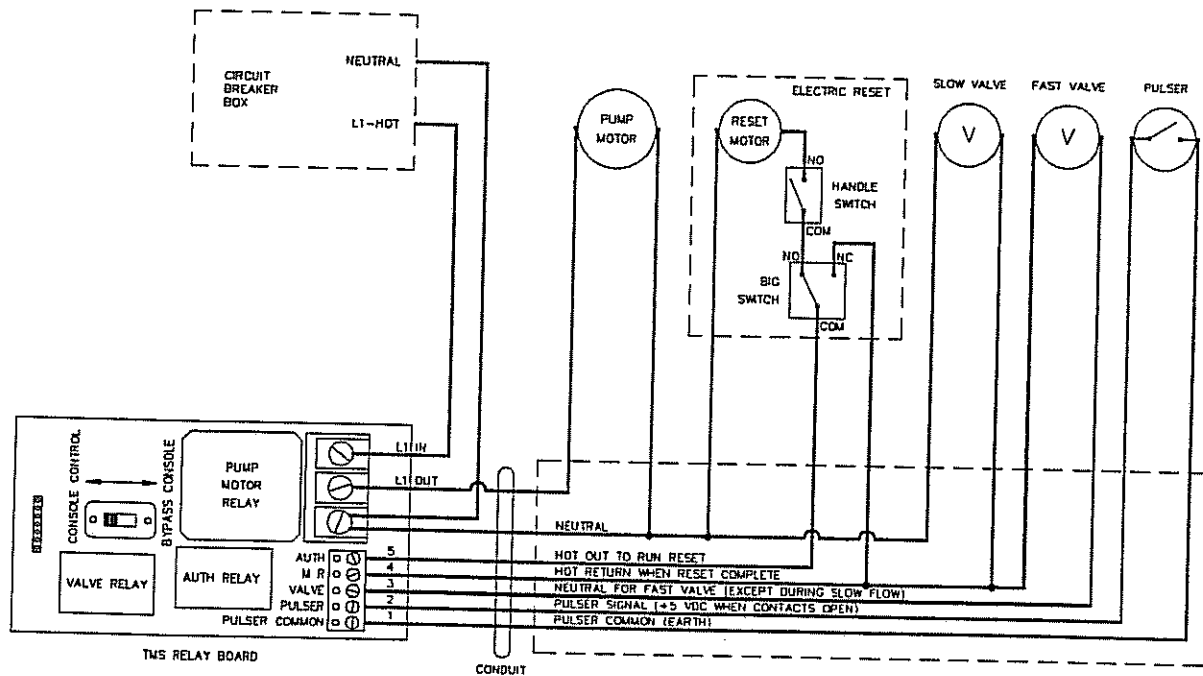 CIRCUIT
BREAKER
BOX
NEUTRAL
L1-HOT
PUMP
MOTOR
ELECTRIC RESET
RESET
MOTOR
NO
HANDLE
SWITCH
COM
NO
NC
BIG
SWITCH
COM
SLOW VALVE
V
FAST VALVE
V
PULSER
CONSOLE CONTROL
BYPASS CONSOLE
PUMP
MOTOR
RELAY
VALVE RELAY
AUTH RELAY
L1 IN
L1 OUT
NEUTRAL
AUTH 5 HOT OUT TO RUN RESET
M R 4 HOT RETURN WHEN RESET COMPLETE
VALVE 3 NEUTRAL FOR FAST VALVE (EXCEPT DURING SLOW FLOW)
PULSER 2 PULSER SIGNAL (+5 VDC WHEN CONTACTS OPEN)
PULSER COMMON 1 PULSER COMMON (EARTH)
TMS RELAY BOARD
CONDUIT